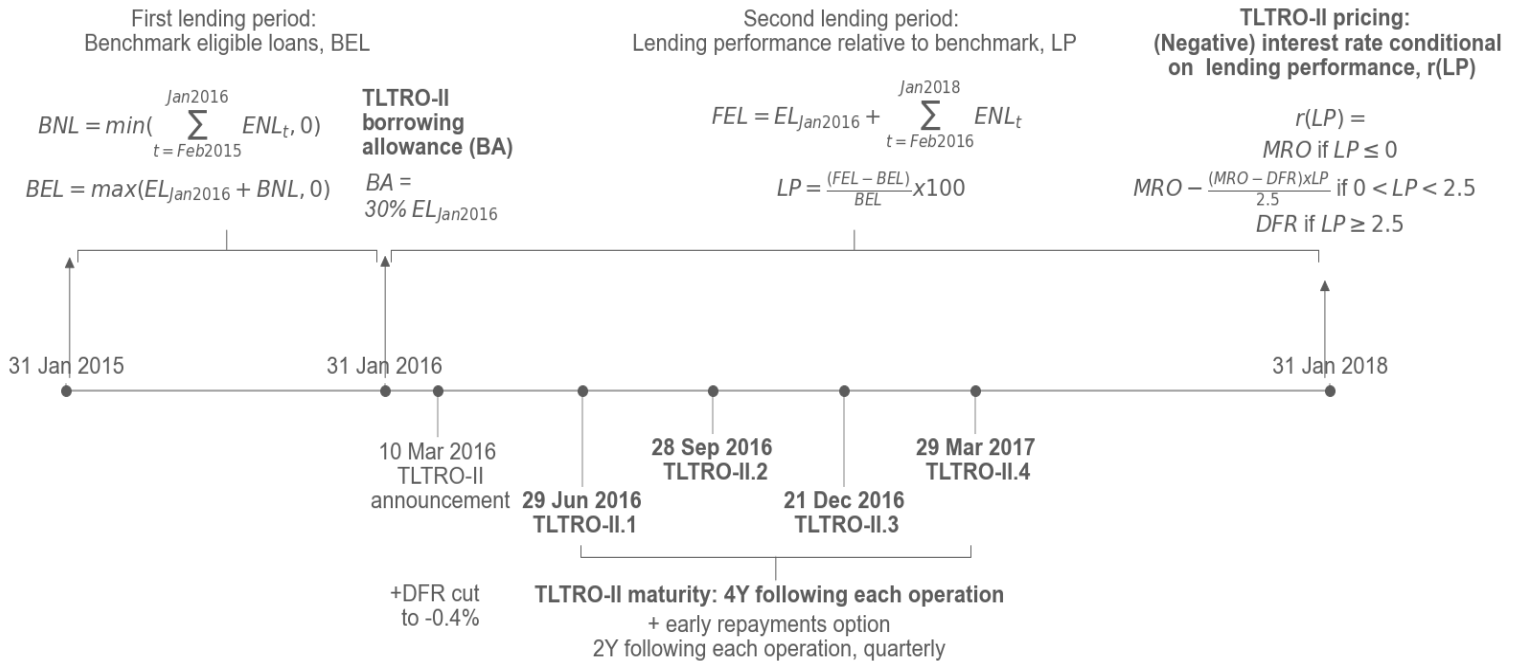 First lending period:
Benchmark eligible loans, BEL
BNL = min( Jan2016 ∑ t = Feb2015 ENL_t, 0)
BEL = max(EL_Jan2016 + BNL, 0)
TLTRO-II
borrowing
allowance (BA)
BA =
30% EL_Jan2016
Second lending period:
Lending performance relative to benchmark, LP
FEL = EL_Jan2016 + Jan2018 ∑ t = Feb2016 ENL_t
LP = (FEL − BEL)/BEL x100
TLTRO-II pricing:
(Negative) interest rate conditional
on lending performance, r(LP)
r(LP) =
MRO if LP ≤ 0
MRO − (MRO − DFR)xLP/2.5 if 0 < LP < 2.5
DFR if LP ≥ 2.5
31 Jan 2015
31 Jan 2016
31 Jan 2018
10 Mar 2016
TLTRO-II
announcement
29 Jun 2016
TLTRO-II.1
28 Sep 2016
TLTRO-II.2
21 Dec 2016
TLTRO-II.3
29 Mar 2017
TLTRO-II.4
+DFR cut
to -0.4%
TLTRO-II maturity: 4Y following each operation
+ early repayments option
2Y following each operation, quarterly